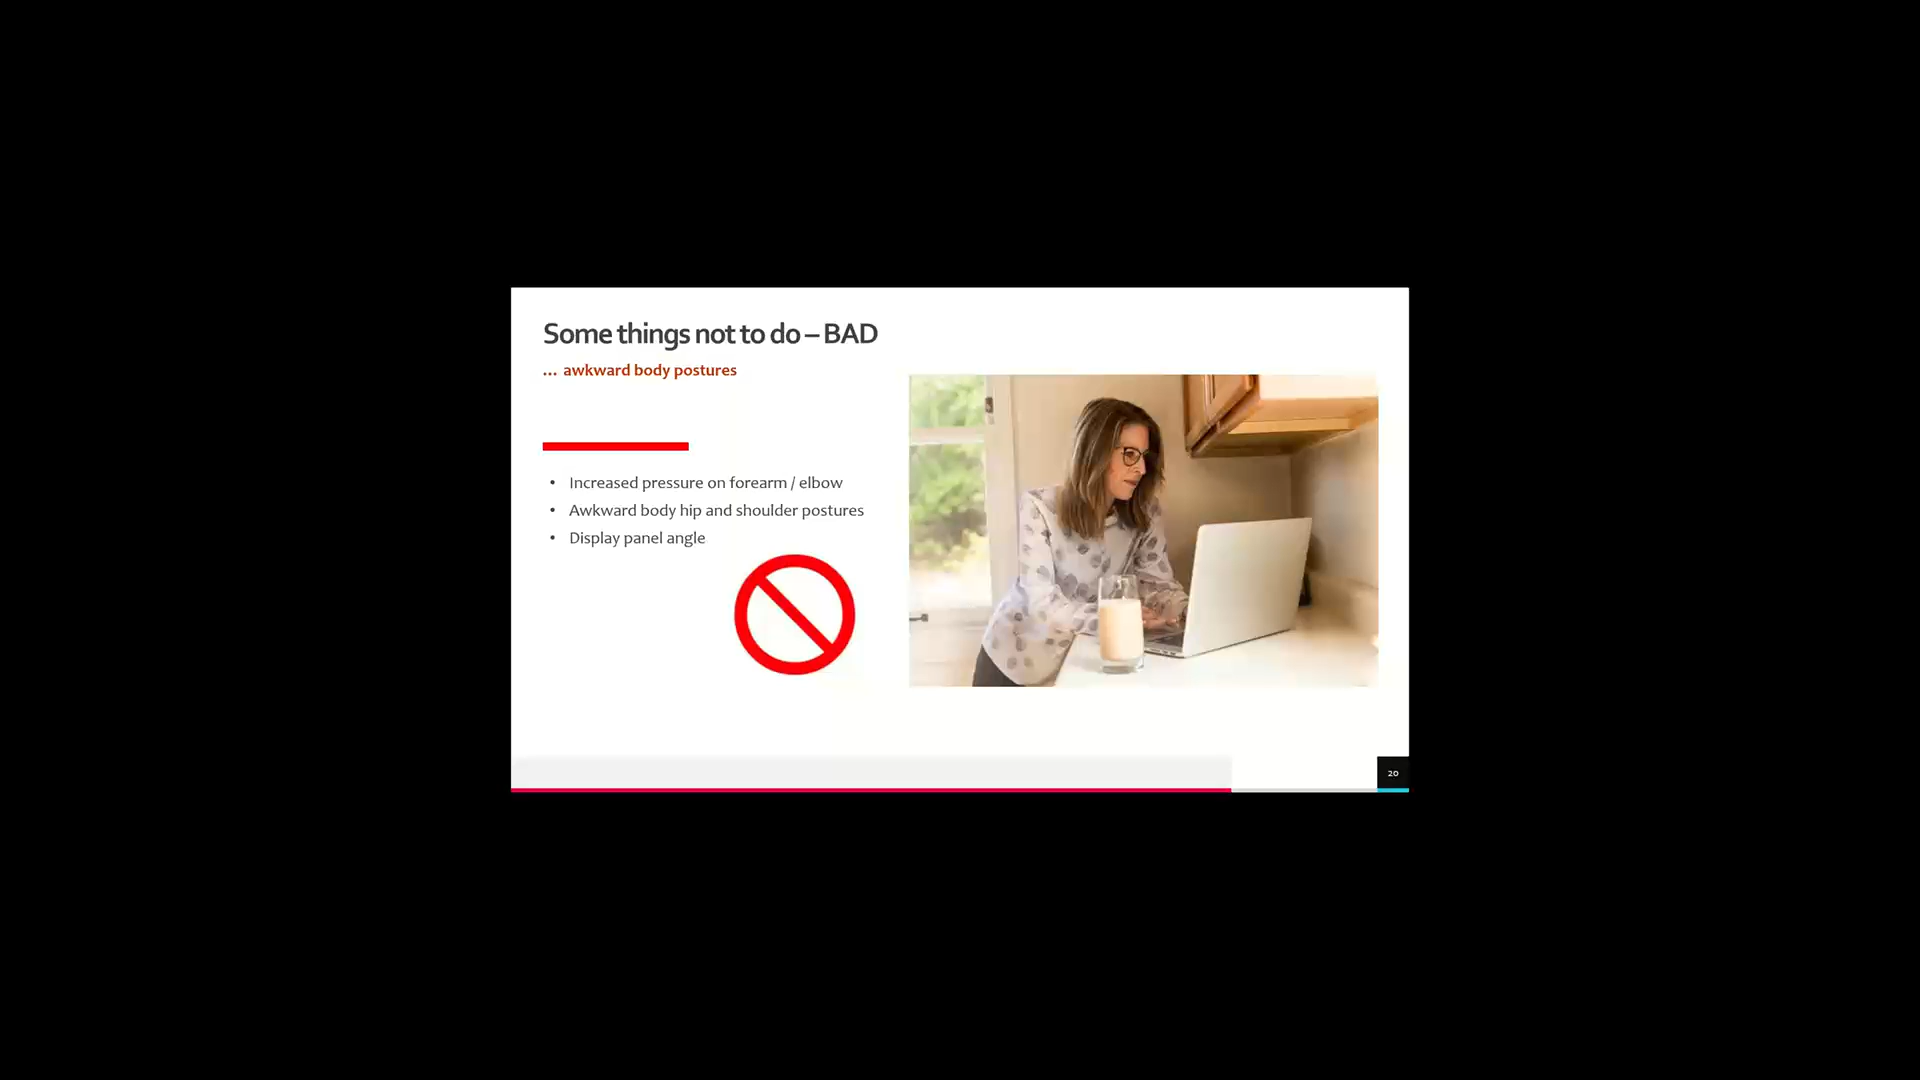 Some things not to do – BAD
... awkward body postures
• Increased pressure on forearm / elbow
• Awkward body hip and shoulder postures
• Display panel angle
20